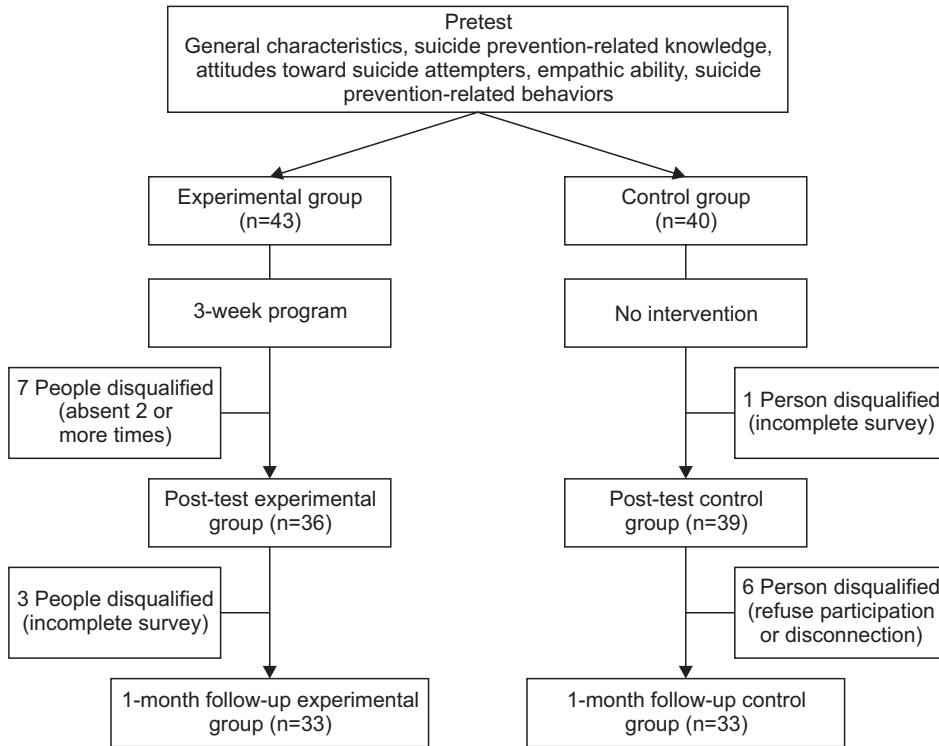 Pretest
General characteristics, suicide prevention-related knowledge,
attitudes toward suicide attempters, empathic ability, suicide
prevention-related behaviors
Experimental group
(n=43)
Control group
(n=40)
3-week program
No intervention
7 People disqualified
(absent 2 or
more times)
1 Person disqualified
(incomplete survey)
Post-test experimental
group (n=36)
Post-test control
group (n=39)
3 People disqualified
(incomplete survey)
6 Person disqualified
(refuse participation
or disconnection)
1-month follow-up experimental
group (n=33)
1-month follow-up control
group (n=33)